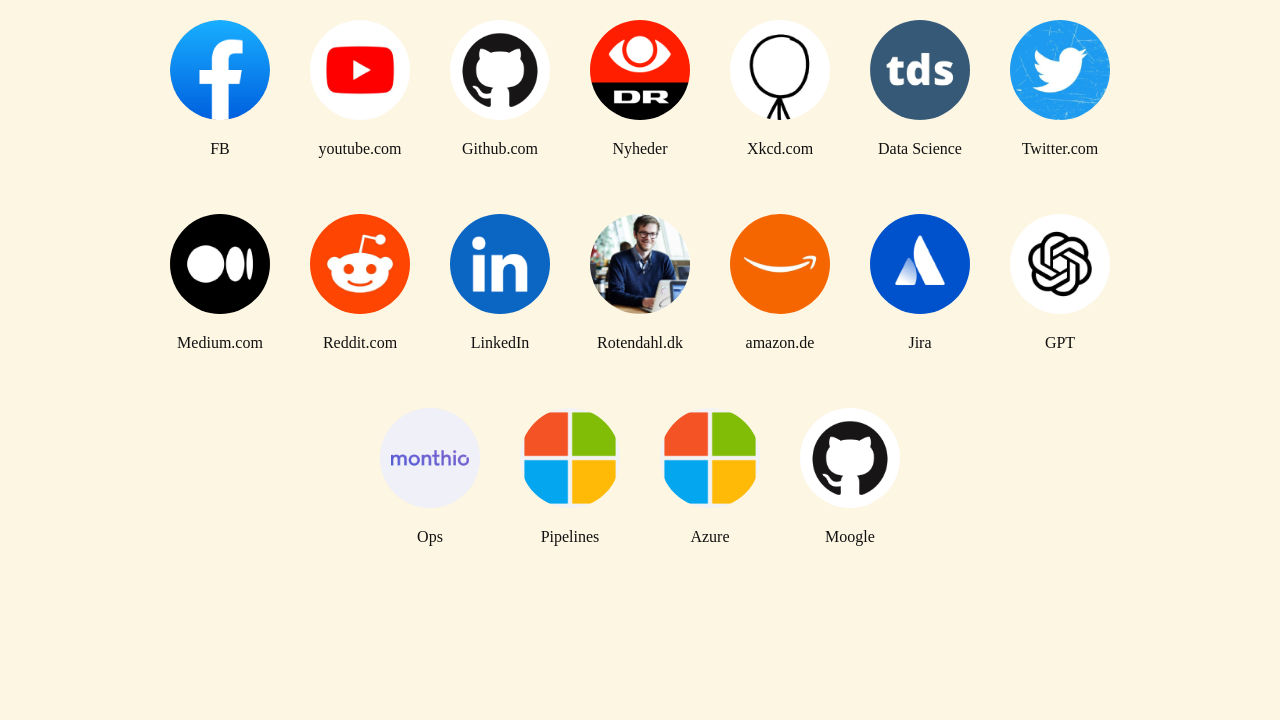 DR
tds
FB
youtube.com
Github.com
Nyheder
Xkcd.com
Data Science
Twitter.com
in
Medium.com
Reddit.com
LinkedIn
Rotendahl.dk
amazon.de
Jira
GPT
monthio
Ops
Pipelines
Azure
Moogle